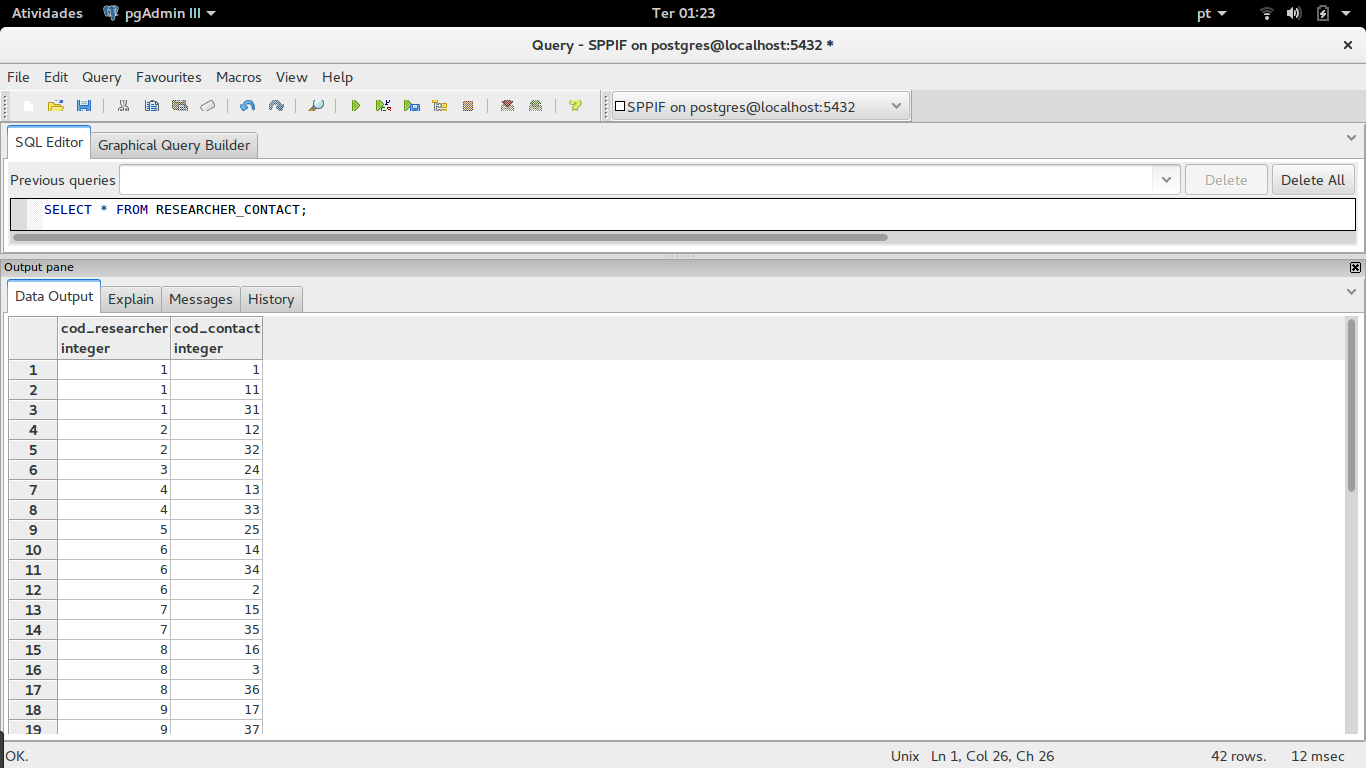 Atividades pgAdmin III Ter 01:23 pt
Query - SPPIF on postgres@localhost:5432 *
File Edit Query Favourites Macros View Help
SPPIF on postgres@localhost:5432
SQL Editor Graphical Query Builder
Previous queries Delete Delete All
SELECT * FROM RESEARCHER_CONTACT;
Output pane
Data Output Explain Messages History
cod_researcher cod_contact
integer integer
1 1 1
2 1 11
3 1 31
4 2 12
5 2 32
6 3 24
7 4 13
8 4 33
9 5 25
10 6 14
11 6 34
12 6 2
13 7 15
14 7 35
15 8 16
16 8 3
17 8 36
18 9 17
19 9 37
OK. Unix Ln 1, Col 26, Ch 26 42 rows. 12 msec